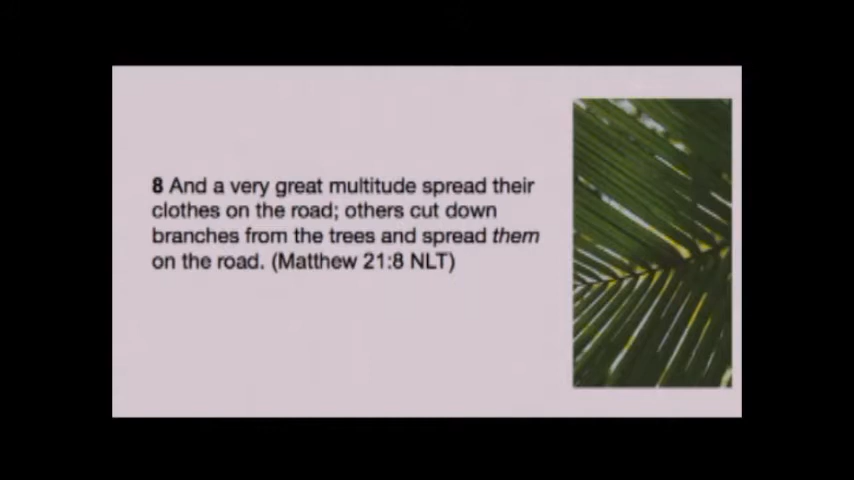 8 And a very great multitude spread their
clothes on the road; others cut down
branches from the trees and spread them
on the road. (Matthew 21:8 NLT)